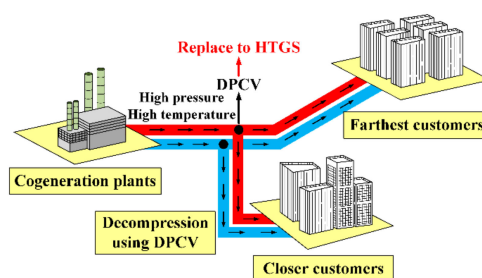 Replace to HTGS
DPCV
High pressure
High temperature
Farthest customers
Cogeneration plants
Decompression
using DPCV
Closer customers